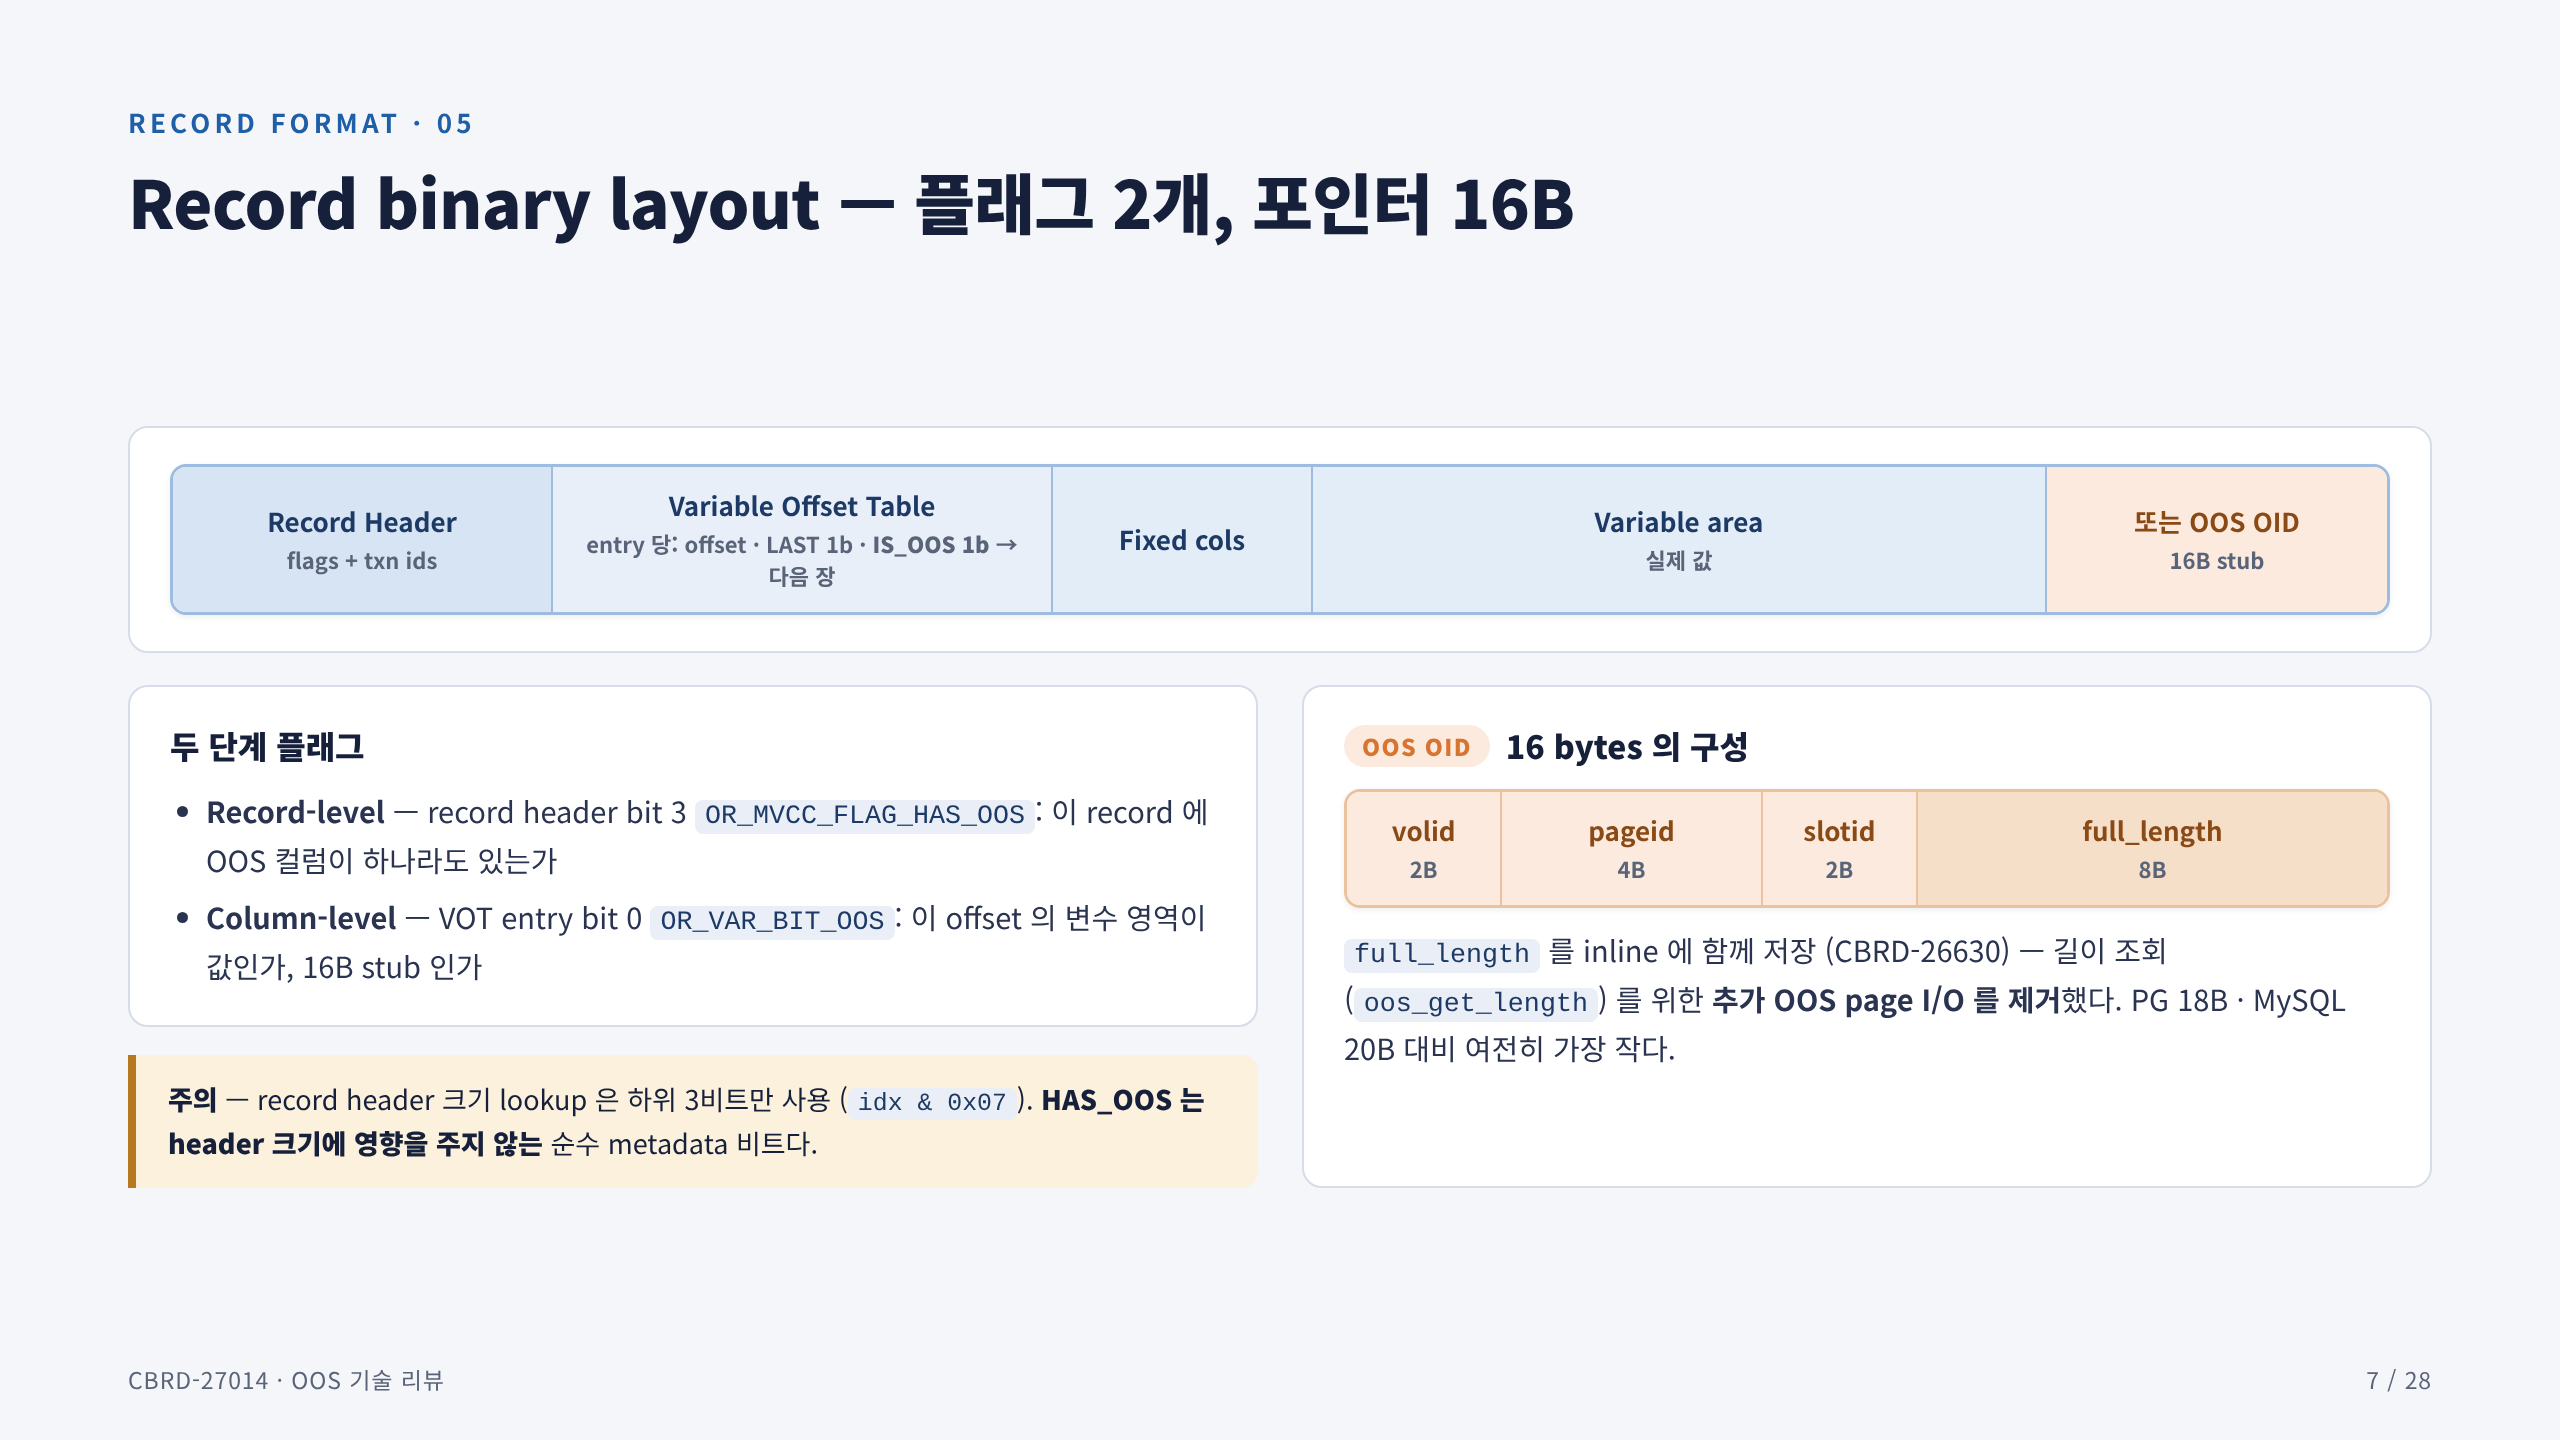 RECORD FORMAT · 05
Record binary layout — 플래그 2개, 포인터 16B
Record Header
flags + txn ids
Variable Offset Table
entry 당: offset · LAST 1b · IS_OOS 1b →
다음 장
Fixed cols
Variable area
실제 값
또는 OOS OID
16B stub
두 단계 플래그
• Record-level — record header bit 3 OR_MVCC_FLAG_HAS_OOS: 이 record 에
OOS 컬럼이 하나라도 있는가
• Column-level — VOT entry bit 0 OR_VAR_BIT_OOS: 이 offset 의 변수 영역이
값인가, 16B stub 인가
주의 — record header 크기 lookup 은 하위 3비트만 사용 (idx & 0x07). HAS_OOS 는
header 크기에 영향을 주지 않는 순수 metadata 비트다.
OOS OID 16 bytes 의 구성
volid
2B
pageid
4B
slotid
2B
full_length
8B
full_length 를 inline 에 함께 저장 (CBRD-26630) — 길이 조회
(oos_get_length) 를 위한 추가 OOS page I/O 를 제거했다. PG 18B · MySQL
20B 대비 여전히 가장 작다.
CBRD-27014 · OOS 기술 리뷰
7 / 28